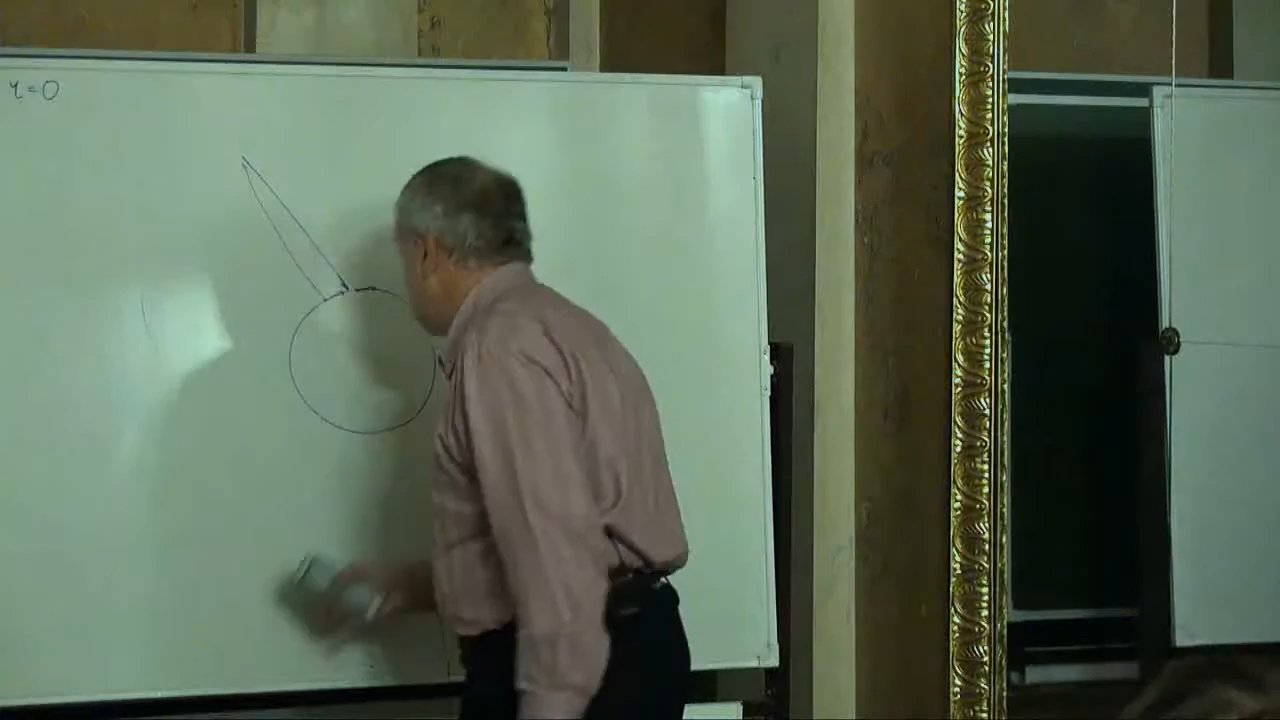 η = 0